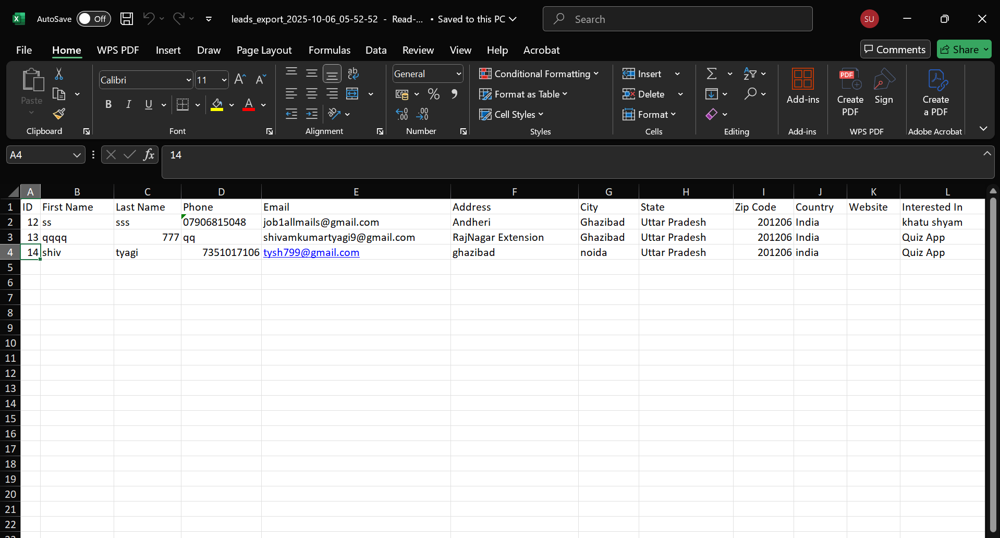 AutoSave Off leads_export_2025-10-06_05-52-52 - Read-... • Saved to this PC Search SU
File Home WPS PDF Insert Draw Page Layout Formulas Data Review View Help Acrobat Comments Share
Paste Calibri 11 General Conditional Formatting Format as Table Cell Styles Insert Delete Format Add-ins Create PDF Sign Create a PDF
Clipboard Font Alignment Number Styles Cells Editing Add-ins WPS PDF Adobe Acrobat
A4 fx 14
A B C D E F G H I J K L
1 ID First Name Last Name Phone Email Address City State Zip Code Country Website Interested In
2 12 ss sss 07906815048 job1allmails@gmail.com Andheri Ghazibad Uttar Pradesh 201206 India khatu shyam
3 13 qqqq 777 qq shivamkumartyagi9@gmail.com RajNagar Extension Ghazibad Uttar Pradesh 201206 India Quiz App
4 14 shiv tyagi 7351017106 tysh799@gmail.com ghazibad noida Uttar Pradesh 201206 india Quiz App
5
6
7
8
9
10
11
12
13
14
15
16
17
18
19
20
21
22